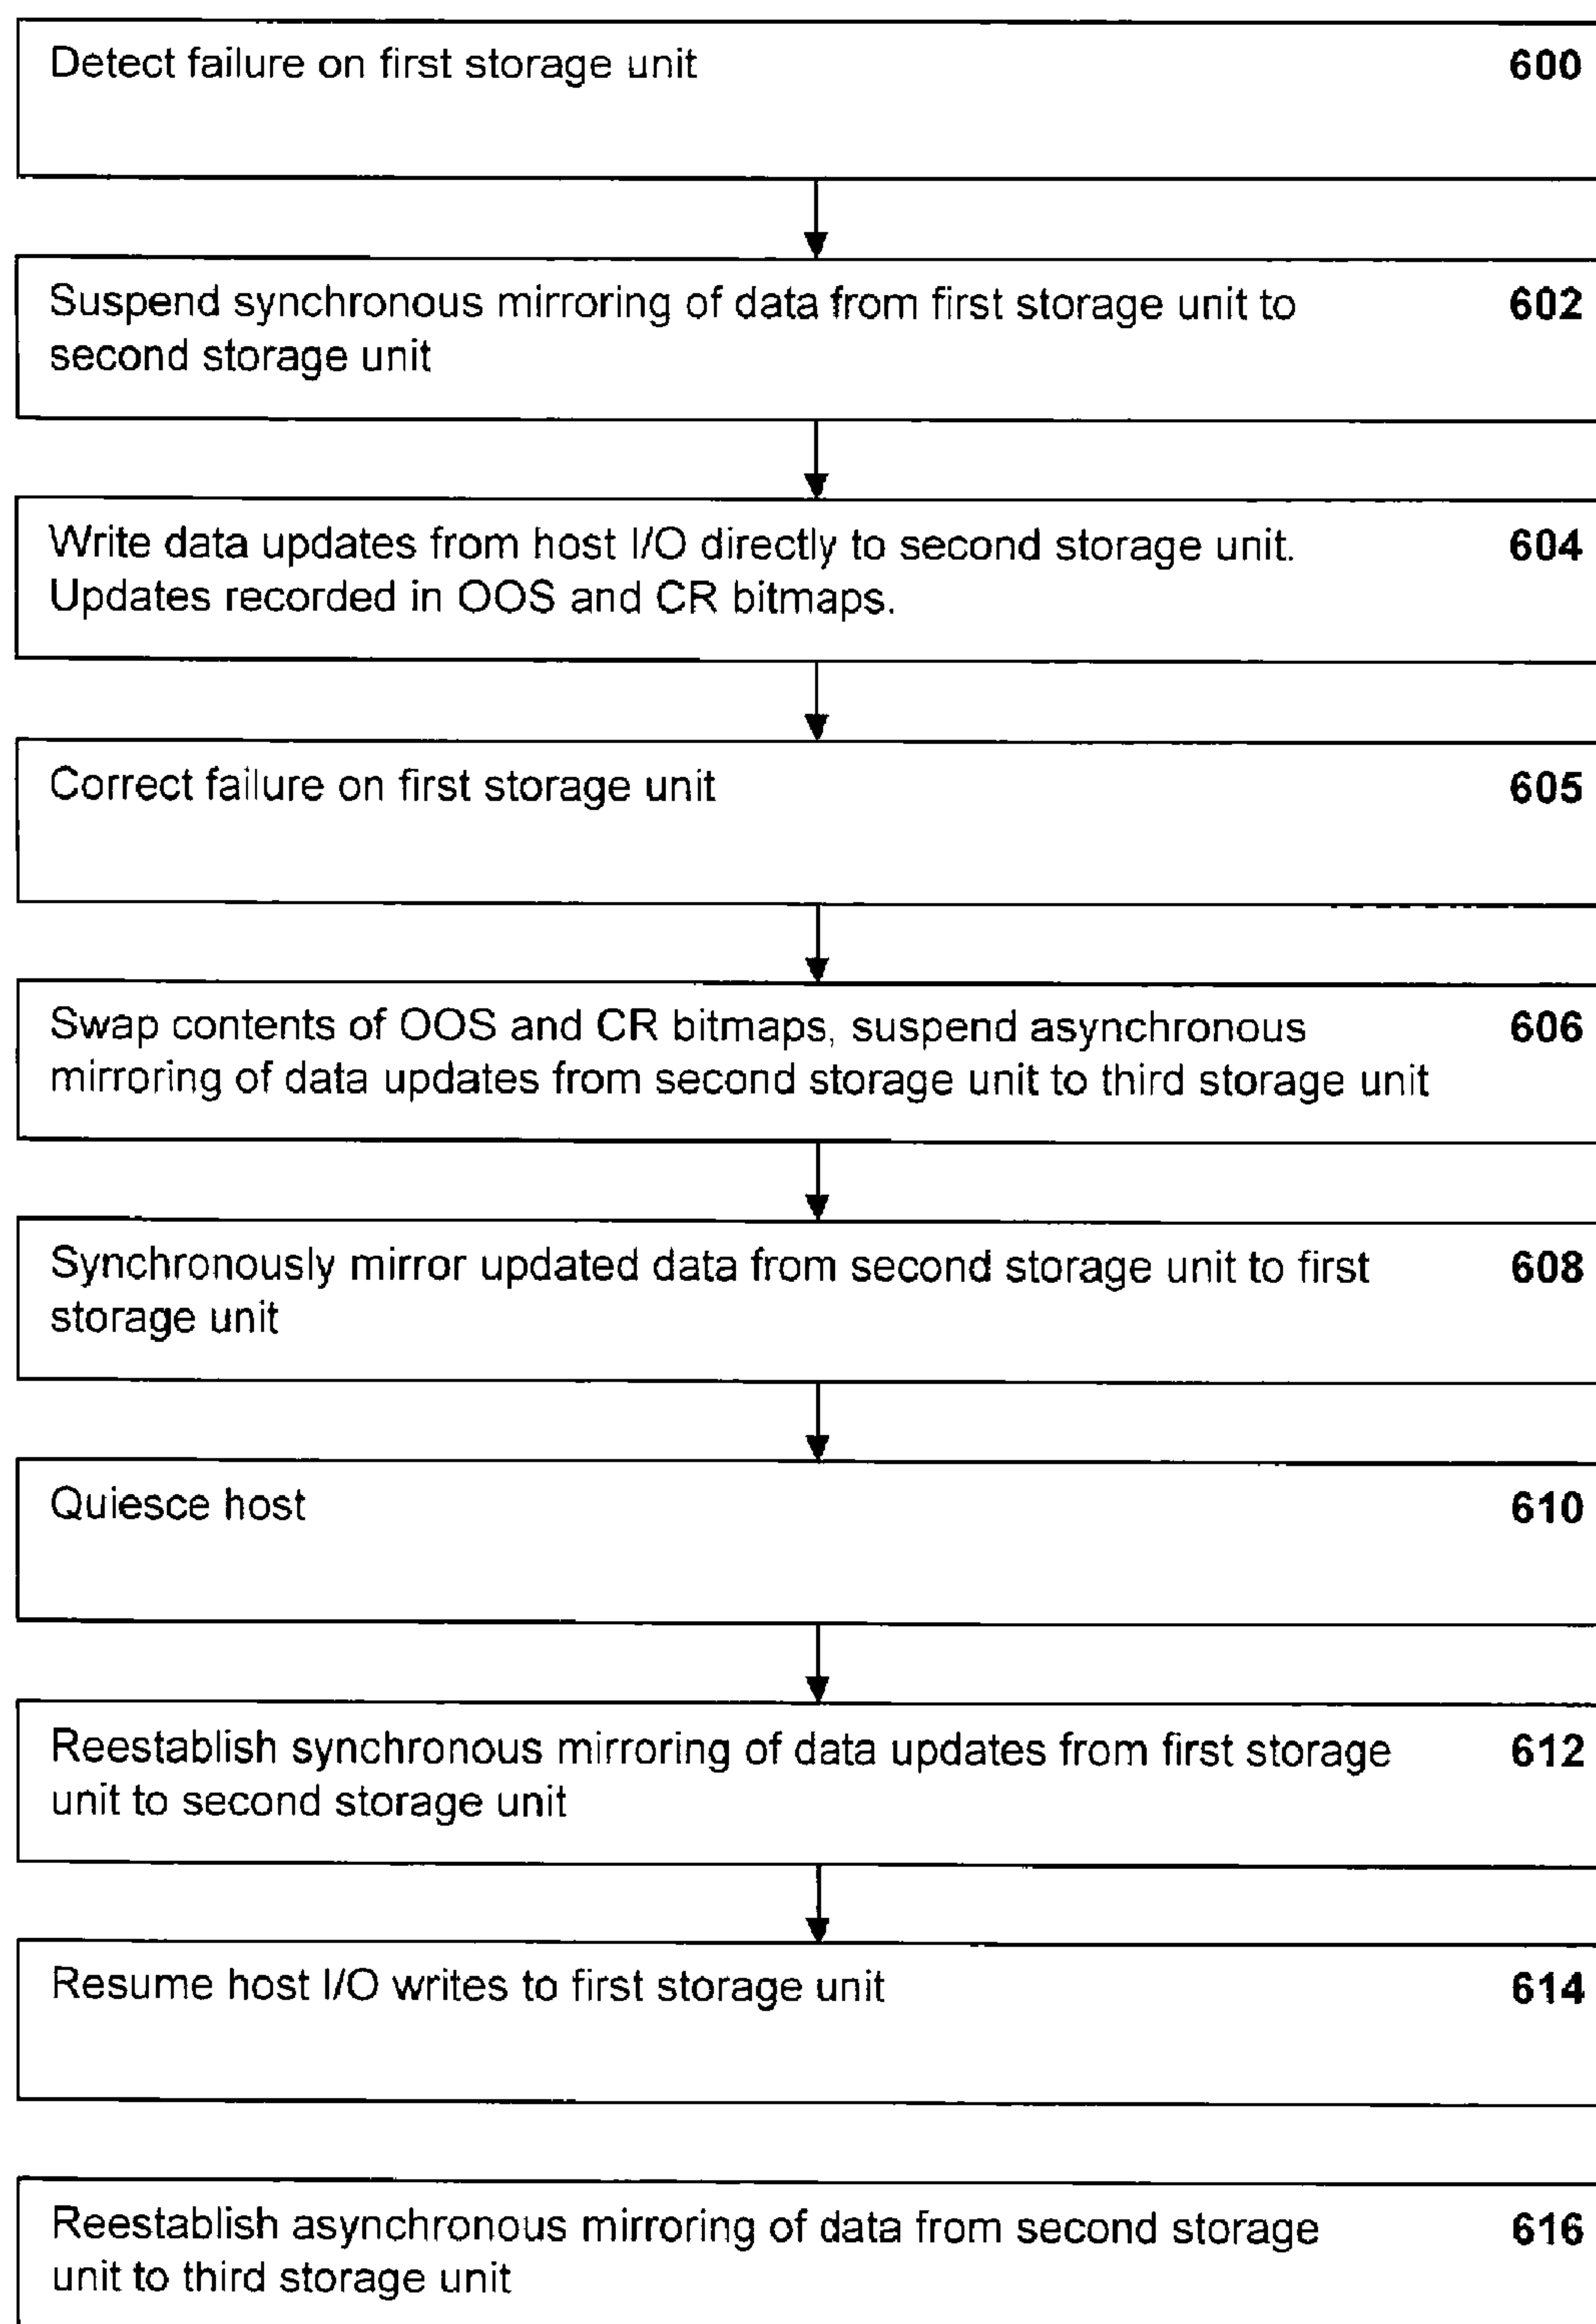 Detect failure on first storage unit 600
Suspend synchronous mirroring of data from first storage unit to 602
second storage unit
Write data updates from host I/O directly to second storage unit. 604
Updates recorded in OOS and CR bitmaps.
Correct failure on first storage unit 605
Swap contents of OOS and CR bitmaps, suspend asynchronous 606
mirroring of data updates from second storage unit to third storage unit
Synchronously mirror updated data from second storage unit to first 608
storage unit
Quiesce host 610
Reestablish synchronous mirroring of data updates from first storage 612
unit to second storage unit
Resume host I/O writes to first storage unit 614
Reestablish asynchronous mirroring of data from second storage 616
unit to third storage unit